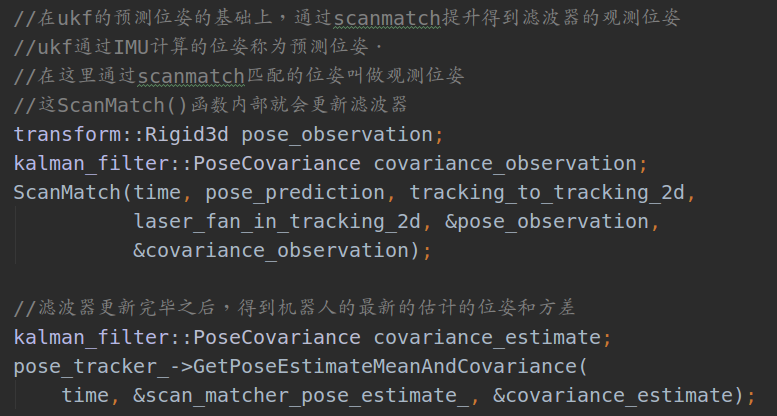 //在ukf的预测位姿的基础上，通过scanmatch提升得到滤波器的观测位姿
//ukf通过IMU计算的位姿称为预测位姿．
//在这里通过scanmatch匹配的位姿叫做观测位姿
//这ScanMatch()函数内部就会更新滤波器
transform::Rigid3d pose_observation;
kalman_filter::PoseCovariance covariance_observation;
ScanMatch(time, pose_prediction, tracking_to_tracking_2d,
laser_fan_in_tracking_2d, &pose_observation,
&covariance_observation);
//滤波器更新完毕之后，得到机器人的最新的估计的位姿和方差
kalman_filter::PoseCovariance covariance_estimate;
pose_tracker_->GetPoseEstimateMeanAndCovariance(
time, &scan_matcher_pose_estimate_, &covariance_estimate);